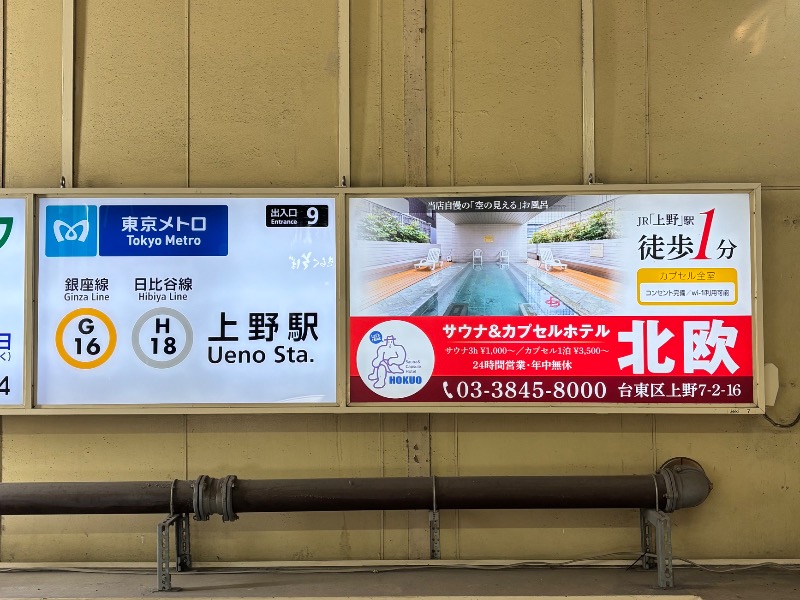 東京メトロ
Tokyo Metro
出入口
Entrance
9
銀座線
Ginza Line
日比谷線
Hibiya Line
G
16
H
18
上野駅
Ueno Sta.
4
当店自慢の「空の見える」お風呂
JR「上野」駅
徒歩1分
カプセル全室
コンセント完備/wi-fi利用可能
サウナ&カプセルホテル
北欧
サウナ3h ¥1,000〜/カプセル1泊 ¥3,500〜
24時間営業・年中無休
03-3845-8000
台東区上野7-2-16
Sauna&
Capsule
Hotel
HOKUO
7